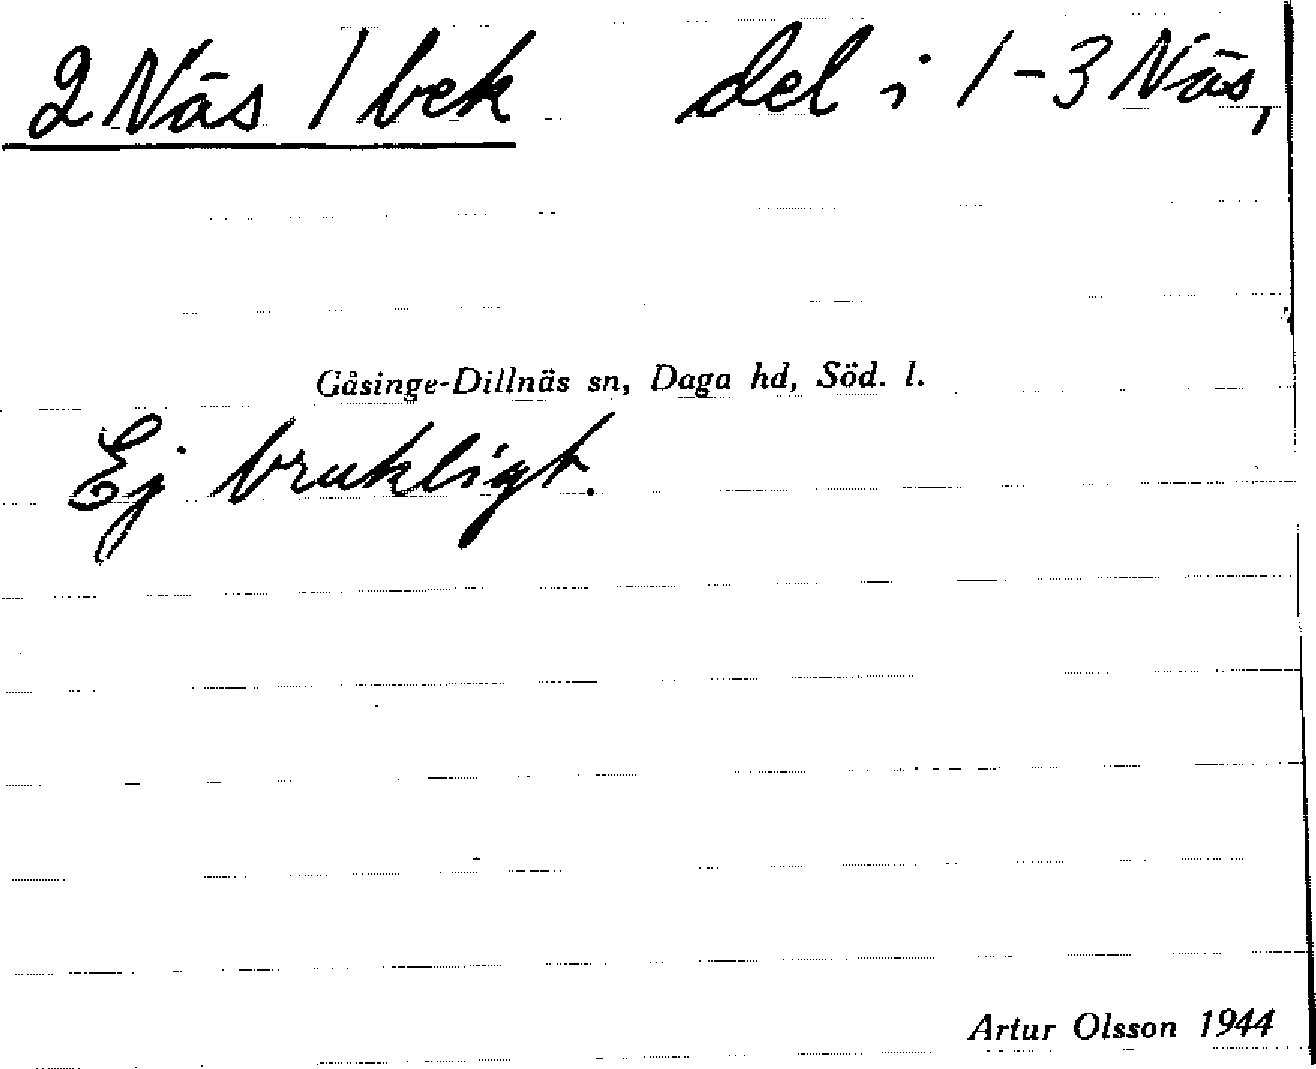 2 Näs 1 bek del i 1-3 Näs,
Gåsinge-Dillnäs sn, Daga hd, Söd. l.
Ej brukligt.
Artur Olsson 1944